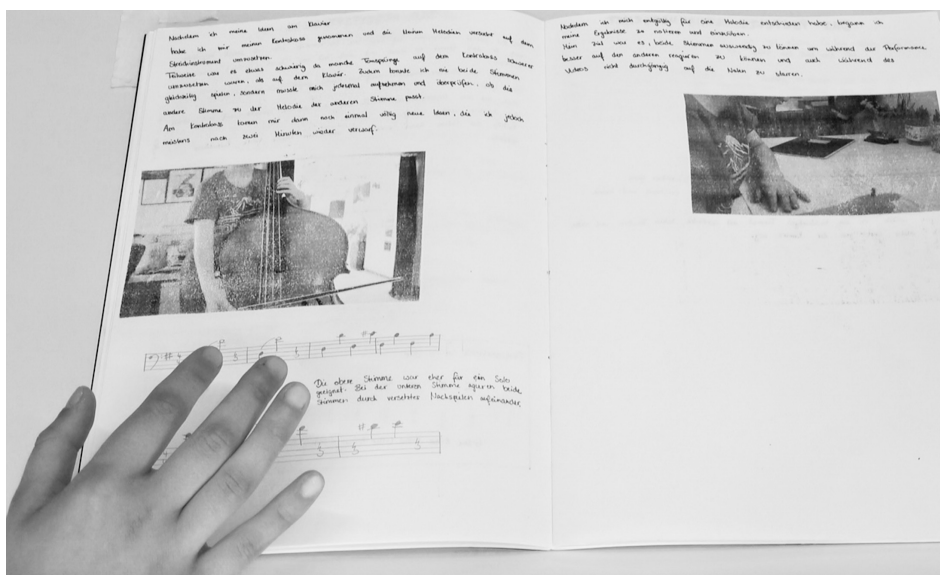 Nachdem ich meine Ideen am Klavier
habe ich mir meinen Kontrabass genommen und die kleinen Melodien versucht auf dem
Streichinstrument umzusetzen.
Teilweise war es etwas schwierig da manche Tonsprünge auf dem Kontrabass schwerer
umzusetzen waren, als auf dem Klavier. Zudem konnte ich nie beide Stimmen
gleichzeitig spielen, sondern musste mich jedesmal aufnehmen und überprüfen, ob die
andere Stimme zu der Melodie der anderen Stimme passt.
Am Kontrabass kamen mir dann noch einmal völlig neue Ideen, die ich jedoch
meistens nach zwei Minuten wieder verwarf.
Die obere Stimme war eher für ein Solo
geeignet. Bei der unteren Stimme agieren beide
Stimmen durch versetztes Nachspielen aufeinander.
Nachdem ich mich entgültig für eine Melodie entschieden habe, begann ich
meine Ergebnisse zu notieren und einzuüben.
Mein Ziel war es, beide Stimmen auswendig zu können um während der Performance
besser auf den anderen reagieren zu können und auch während des
Videos nicht durchgängig auf die Noten zu starren.